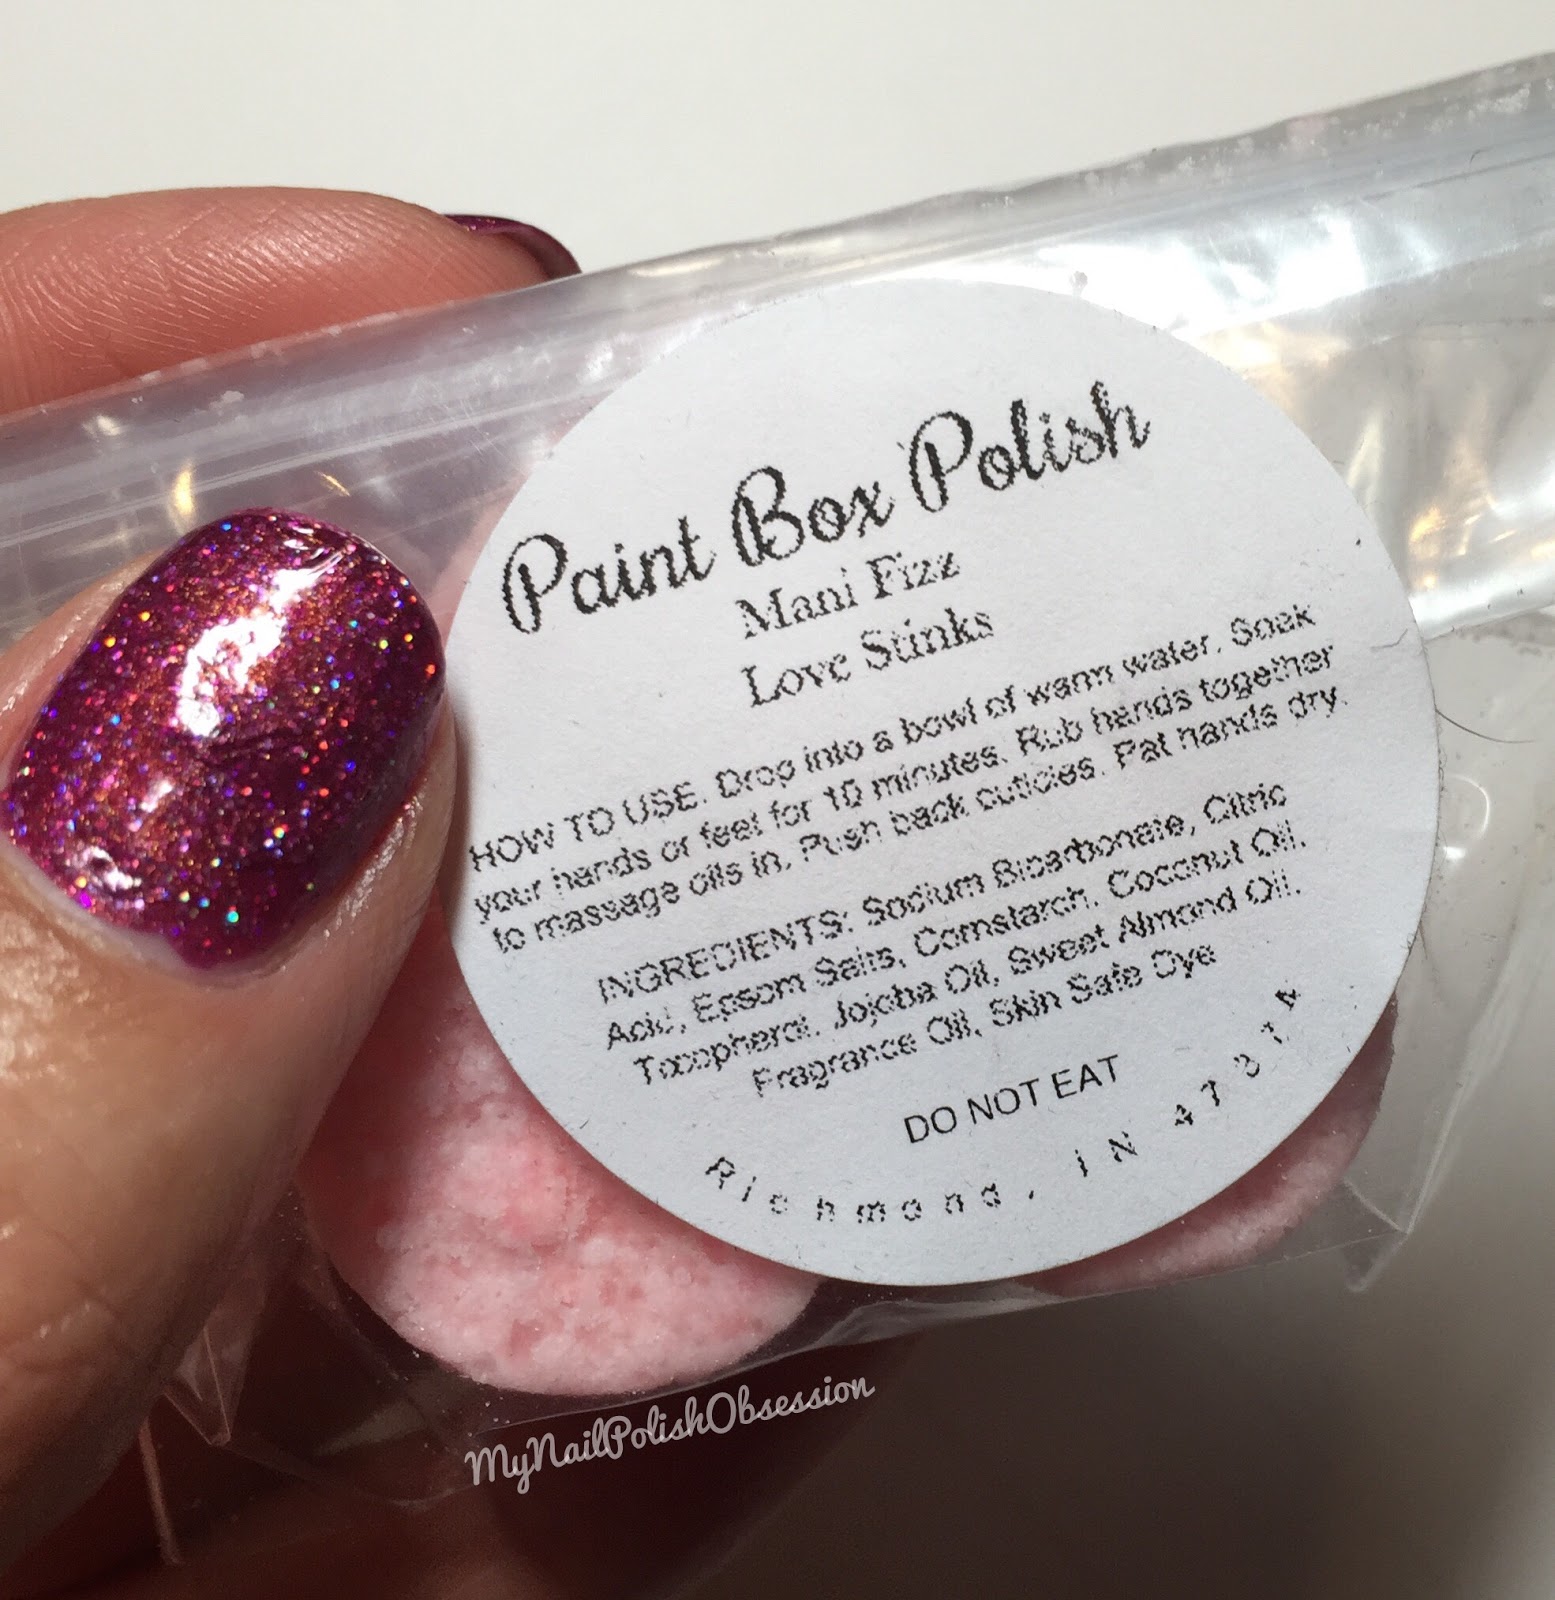 Paint Box Polish
Mani Fizz
Love Stinks
HOW TO USE. Drop into a bowl of warm water. Soak
your hands or feet for 10 minutes. Rub hands together
to massage oils in. Push back cuticles. Pat hands dry.
INGREDIENTS: Sodium Bicarbonate, Citric
Acid, Epsom Salts, Cornstarch, Coconut Oil,
Tocopherol, Jojoba Oil, Sweet Almond Oil,
Fragrance Oil, Skin Safe Dye
DO NOT EAT
Richmond, IN 47374
MyNailPolishObsession